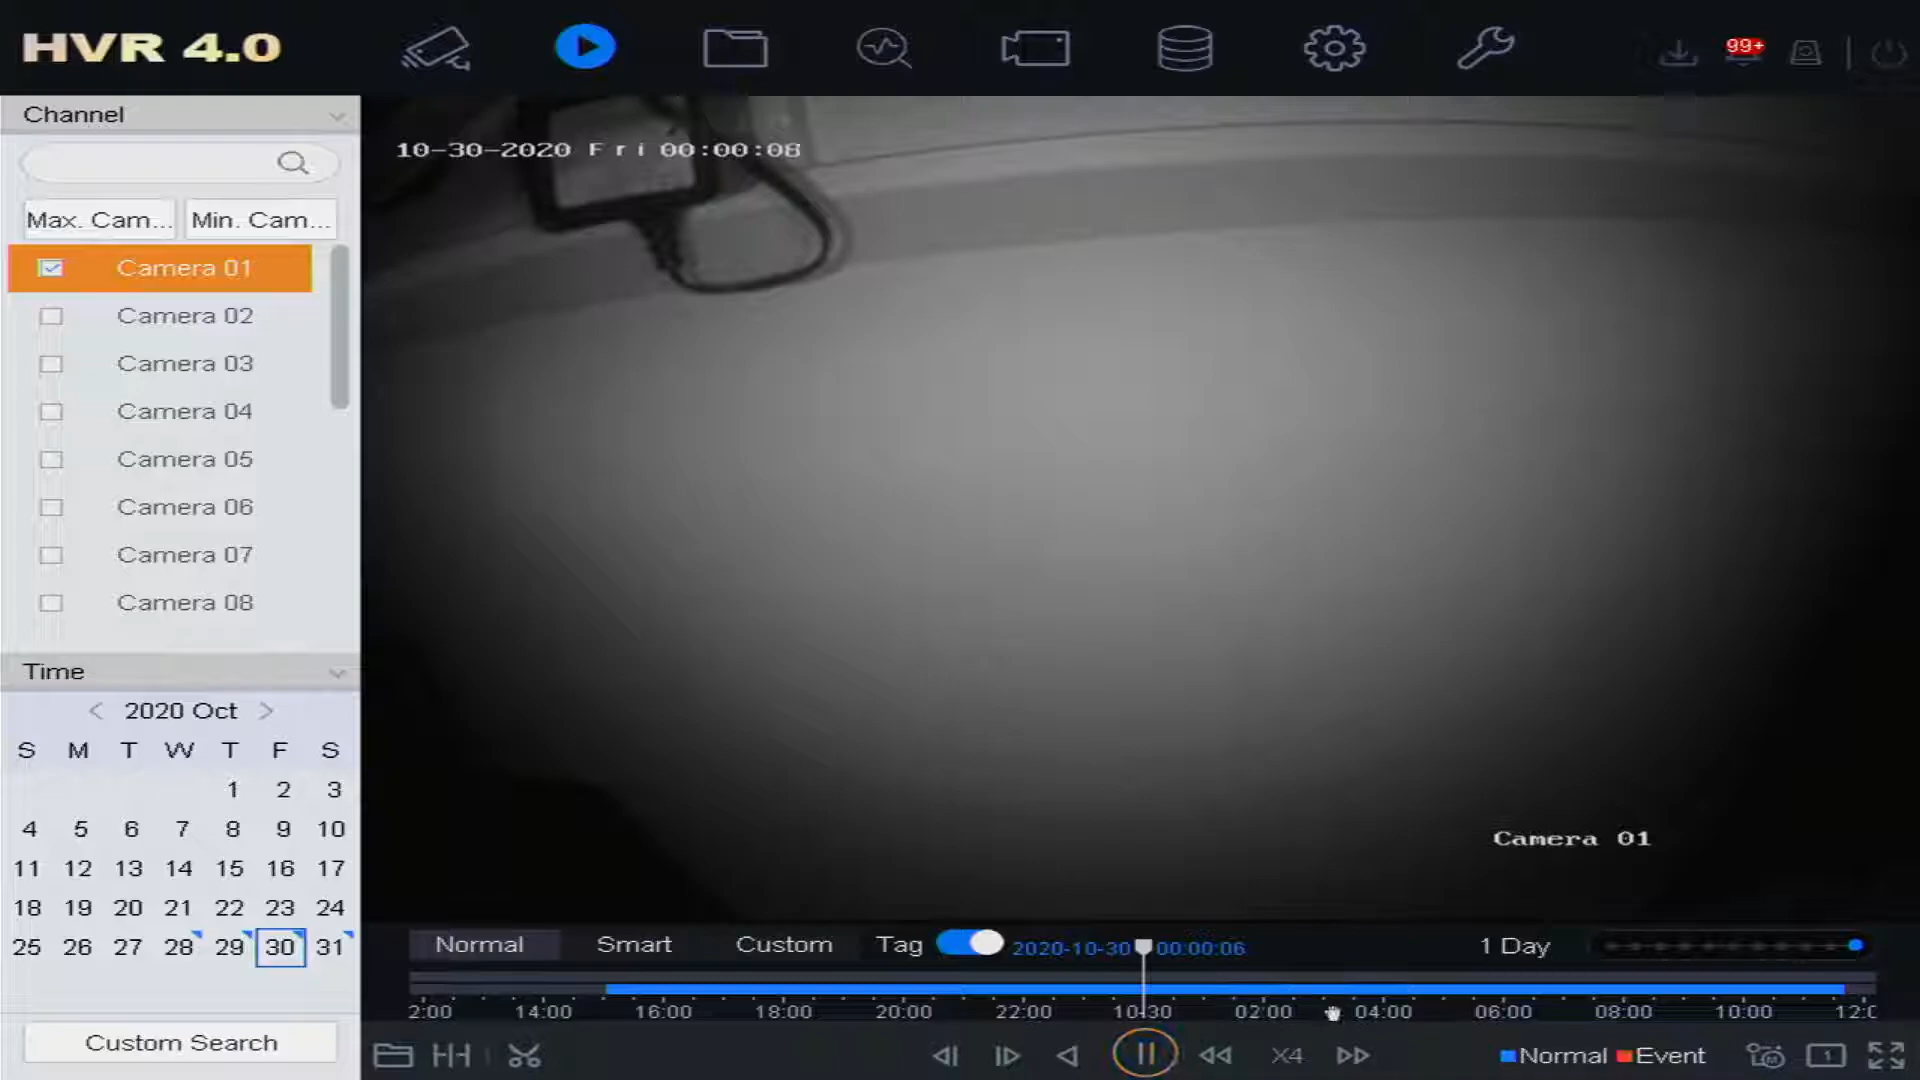 HVR 4.0
99+
Channel
Max. Cam...
Min. Cam...
Camera 01
Camera 02
Camera 03
Camera 04
Camera 05
Camera 06
Camera 07
Camera 08
Time
< 2020 Oct >
S M T W T F S
1 2 3
4 5 6 7 8 9 10
11 12 13 14 15 16 17
18 19 20 21 22 23 24
25 26 27 28 29 30 31
Custom Search
10-30-2020 Fri 00:00:08
Camera 01
Normal Smart Custom Tag 2020-10-30 00:00:06 1 Day
2:00 14:00 16:00 18:00 20:00 22:00 10-30 02:00 04:00 06:00 08:00 10:00 12:0
X4
Normal Event
1